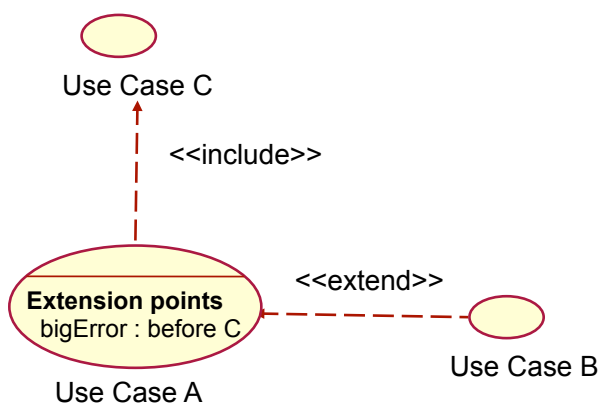 Use Case C
<<include>>
<<extend>>
Extension points
bigError : before C
Use Case B
Use Case A